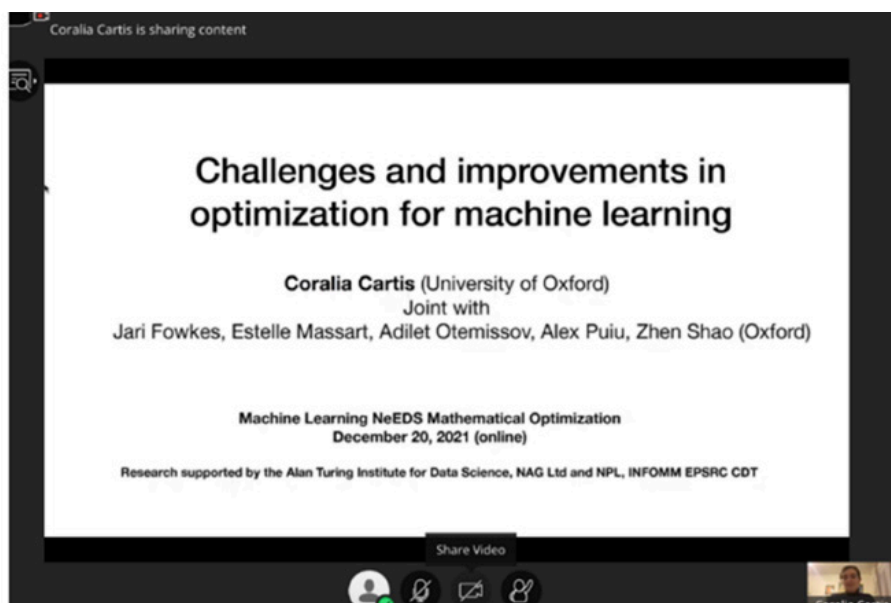 Coralia Cartis is sharing content
Challenges and improvements in
optimization for machine learning
Coralia Cartis (University of Oxford)
Joint with
Jari Fowkes, Estelle Massart, Adilet Otemissov, Alex Puiu, Zhen Shao (Oxford)
Machine Learning NeEDS Mathematical Optimization
December 20, 2021 (online)
Research supported by the Alan Turing Institute for Data Science, NAG Ltd and NPL, INFOMM EPSRC CDT
Share Video
Coralia Cartis